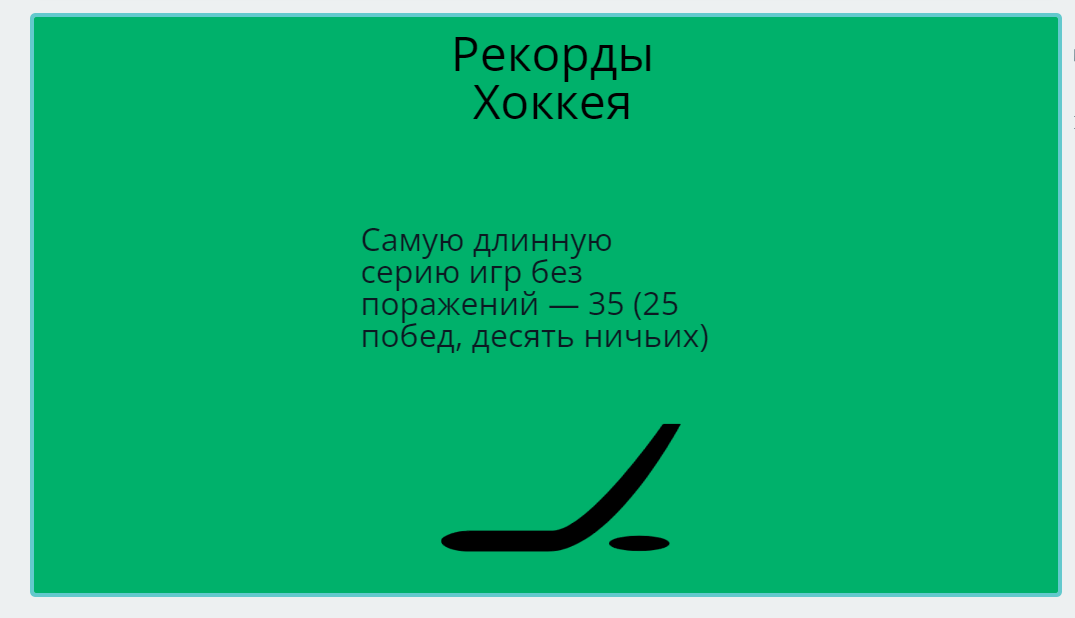 Рекорды
Хоккея
Самую длинную
серию игр без
поражений — 35 (25
побед, десять ничьих)